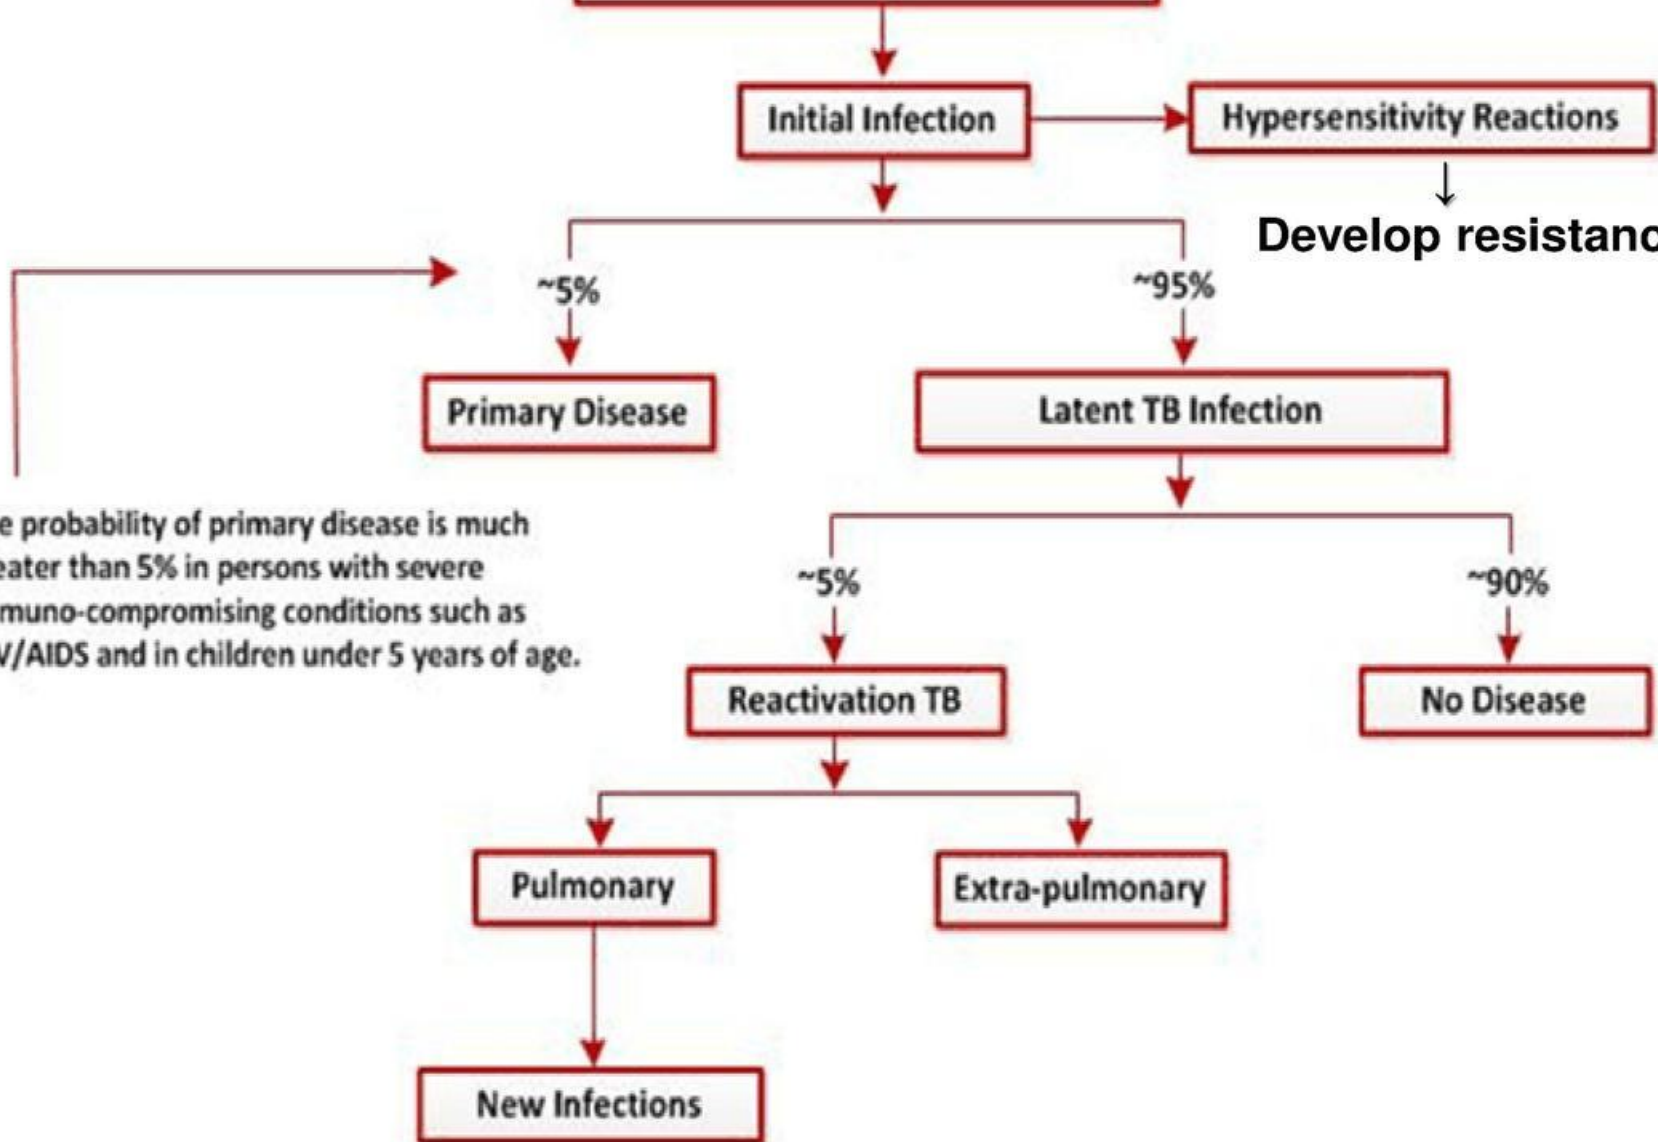 Initial Infection
Hypersensitivity Reactions
↓
Develop resistanc
~5%
~95%
Primary Disease
Latent TB Infection
e probability of primary disease is much
eater than 5% in persons with severe
muno-compromising conditions such as
V/AIDS and in children under 5 years of age.
~5%
~90%
Reactivation TB
No Disease
Pulmonary
Extra-pulmonary
New Infections